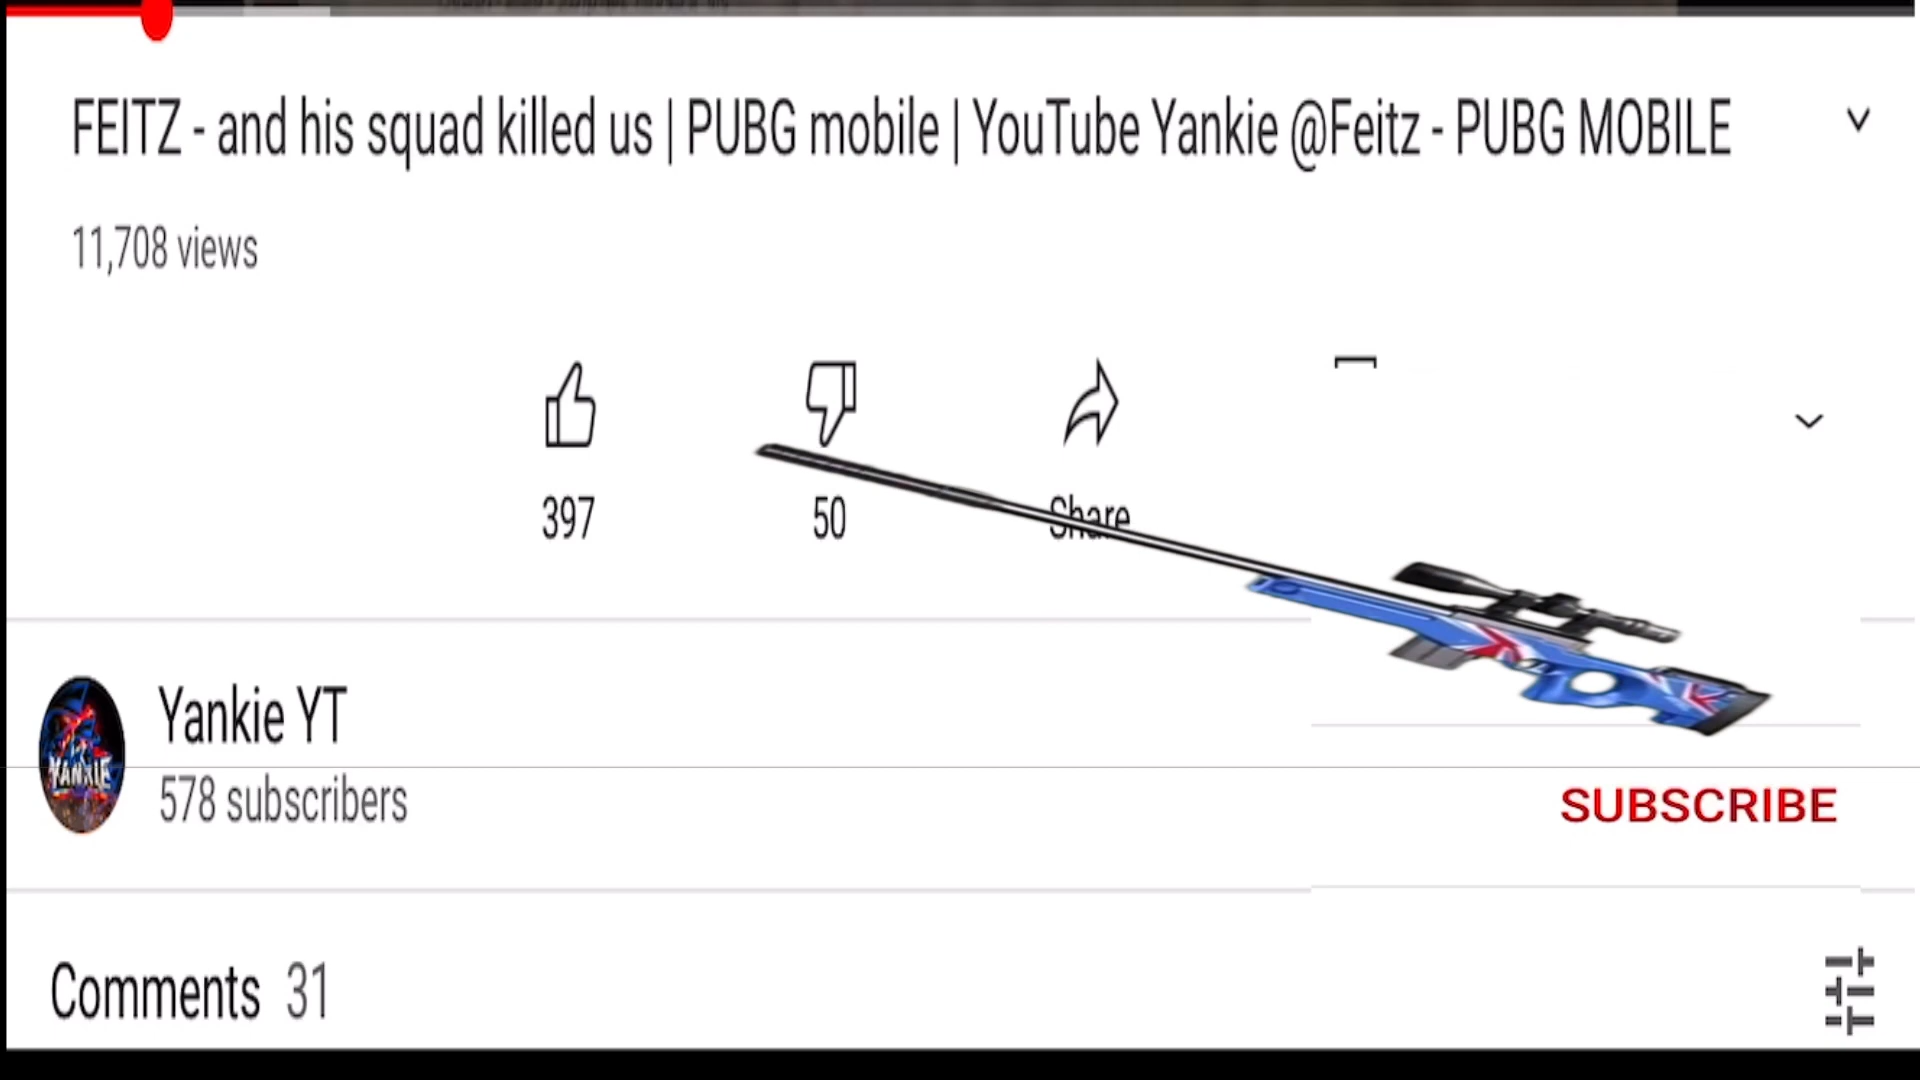 FEITZ - and his squad killed us | PUBG mobile | YouTube Yankie @Feitz - PUBG MOBILE
11,708 views
397
50
Share
Yankie YT
YANKIE
578 subscribers
SUBSCRIBE
Comments 31